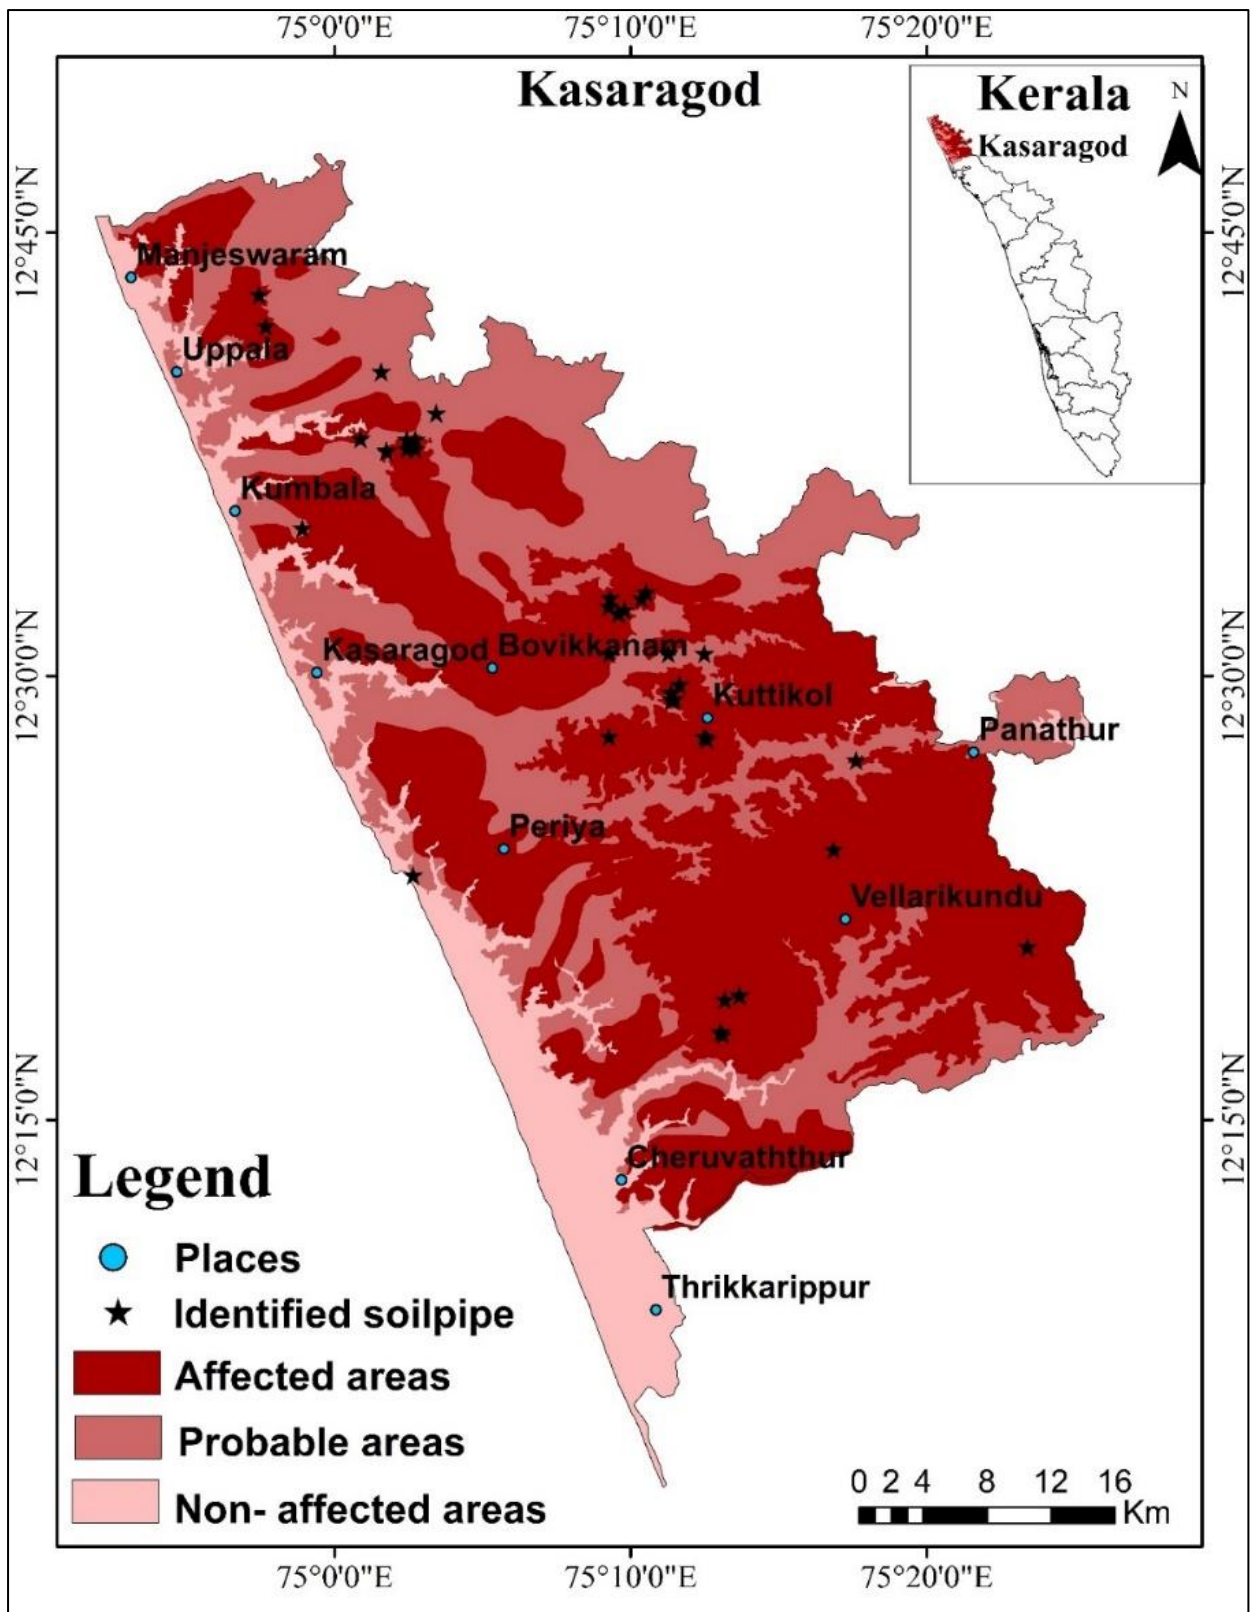 75°0'0"E 75°10'0"E 75°20'0"E
Kasaragod
Kerala
N
Kasaragod
12°45'0"N
12°45'0"N
Manjeswaram
Uppala
Kumbala
Kasaragod
Bovikkanam
12°30'0"N
12°30'0"N
Kuttikol
Panathur
Periya
Vellarikundu
12°15'0"N
12°15'0"N
Cheruvaththur
Thrikkarippur
Legend
Places
Identified soilpipe
Affected areas
Probable areas
Non- affected areas
0 2 4 8 12 16
Km
75°0'0"E 75°10'0"E 75°20'0"E